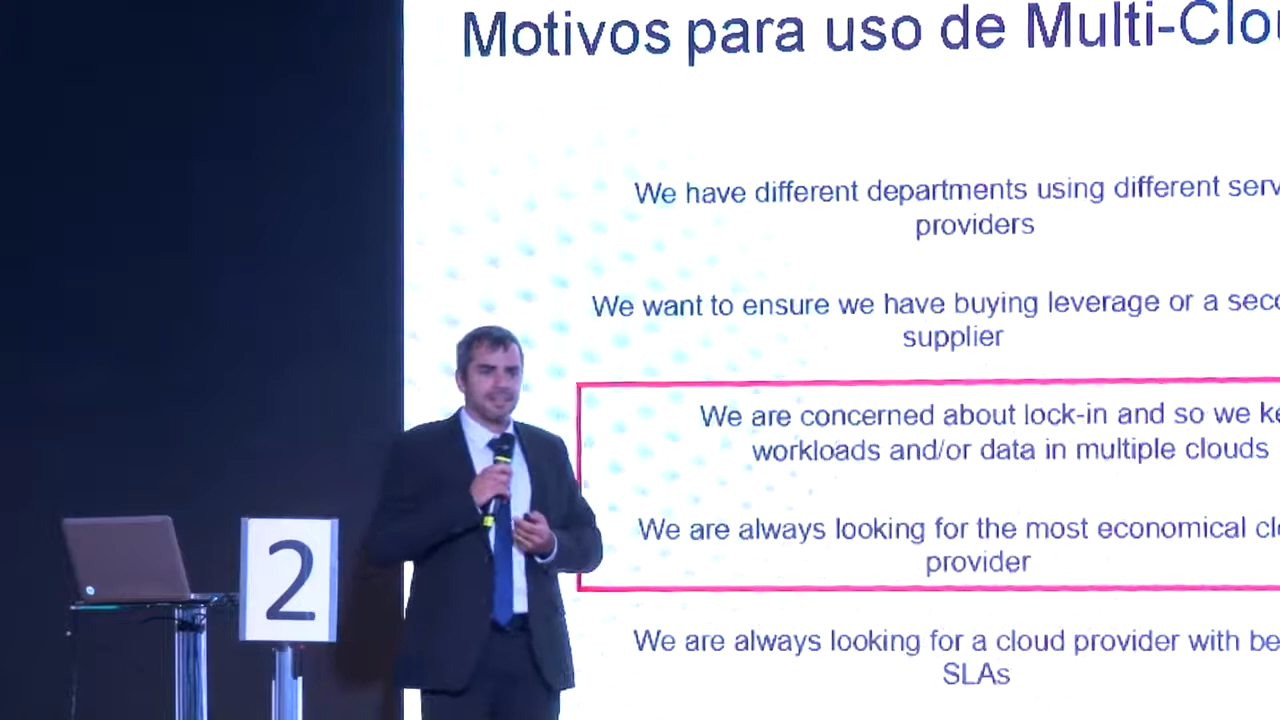 Motivos para uso de Multi-Clou
We have different departments using different serv
providers
We want to ensure we have buying leverage or a seco
supplier
We are concerned about lock-in and so we ke
workloads and/or data in multiple clouds
We are always looking for the most economical clo
provider
We are always looking for a cloud provider with be
SLAs
2